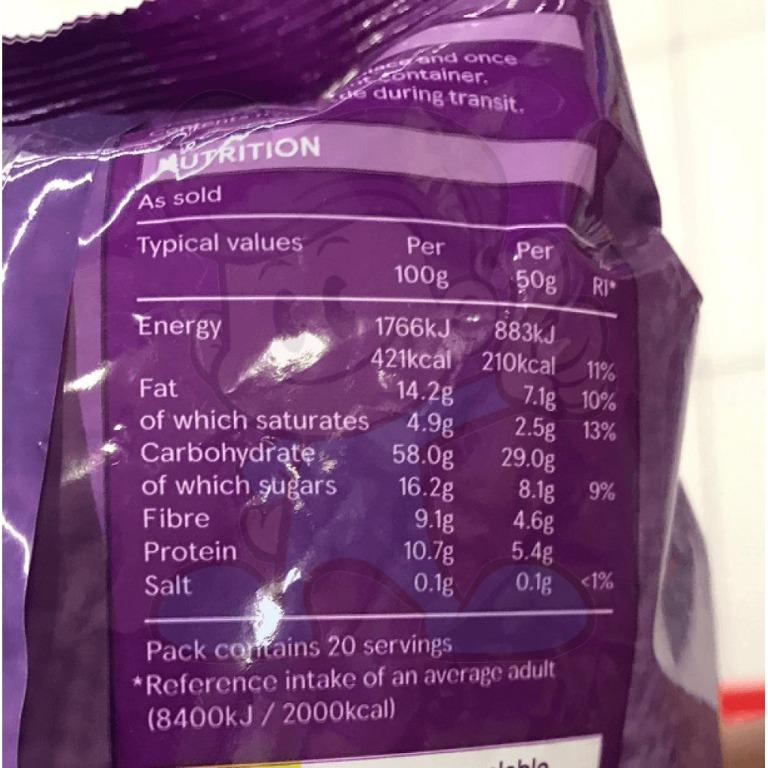 and once
container.
during transit.
NUTRITION
As sold
Typical values Per Per
100g 50g RI*
Energy 1766kJ 883kJ
421kcal 210kcal 11%
Fat 14.2g 7.1g 10%
of which saturates 4.9g 2.5g 13%
Carbohydrate 58.0g 29.0g
of which sugars 16.2g 8.1g 9%
Fibre 9.1g 4.6g
Protein 10.7g 5.4g
Salt 0.1g 0.1g <1%
Pack contains 20 servings
*Reference intake of an average adult
(8400kJ / 2000kcal)